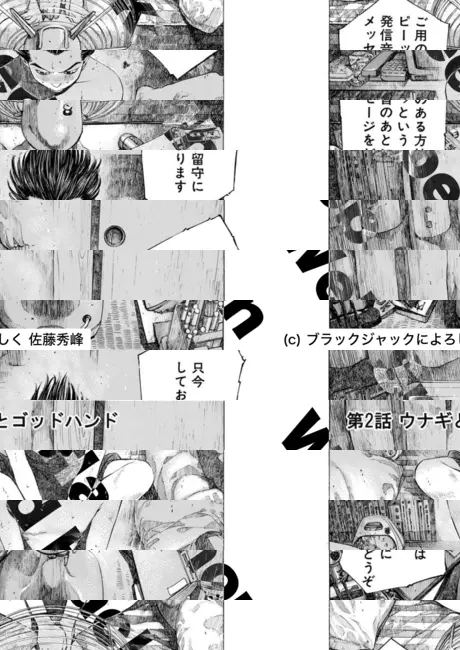 ご用の
ピーッ
発信音
メッセ
のある方
という
のあと
ージを
留守に
ります
しく 佐藤秀峰
(c) ブラックジャックによろし
只今
してお
とゴッドハンド
第2話 ウナギと
は
に
どうぞ
8